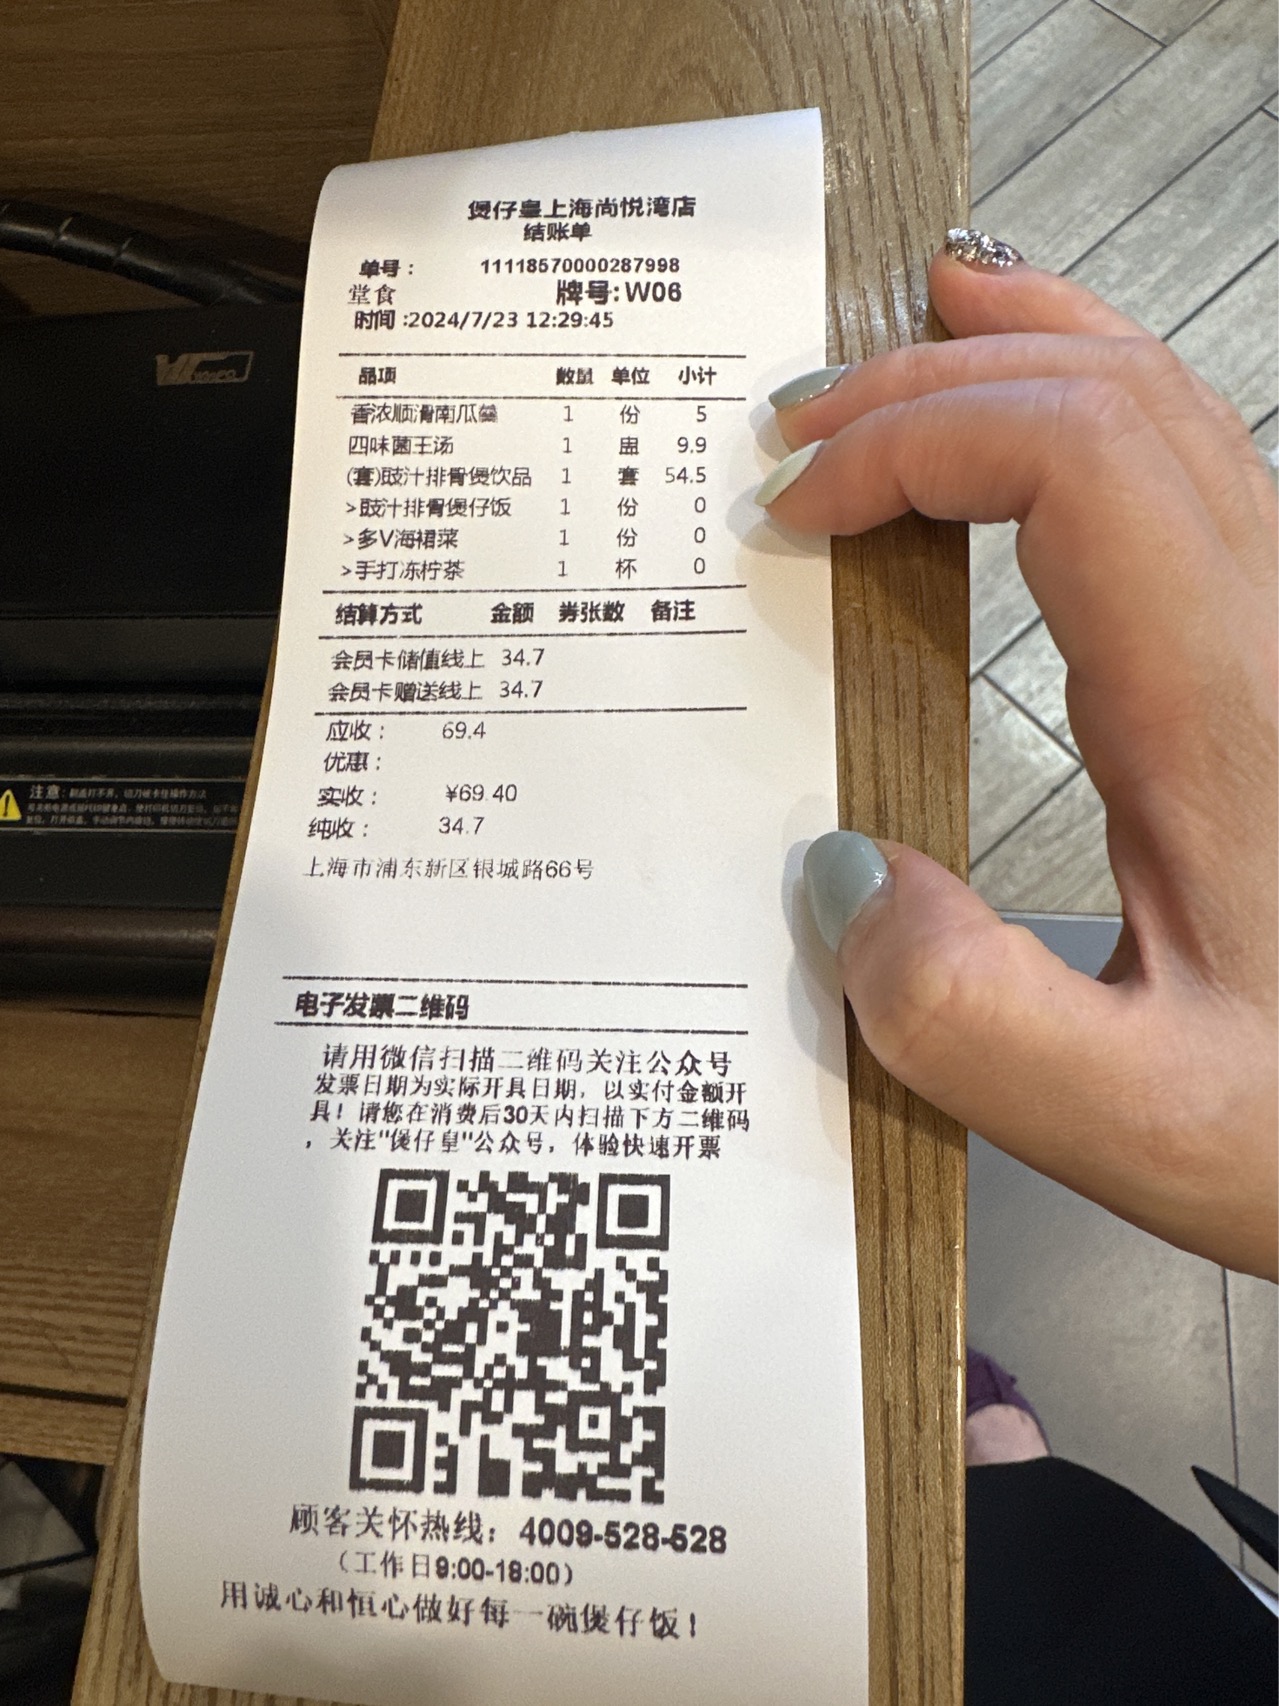 煲仔皇上海尚悦湾店
结账单
单号： 11118570000287998
堂食 牌号:W06
时间:2024/7/23 12:29:45
品项 数量 单位 小计
香浓顺滑南瓜羹 1 份 5
四味菌王汤 1 盅 9.9
(套)豉汁排骨煲饮品 1 套 54.5
>豉汁排骨煲仔饭 1 份 0
>多V海裙菜 1 份 0
>手打冻柠茶 1 杯 0
结算方式 金额 券张数 备注
会员卡储值线上 34.7
会员卡赠送线上 34.7
应收： 69.4
优惠：
实收： ¥69.40
纯收： 34.7
上海市浦东新区银城路66号
电子发票二维码
请用微信扫描二维码关注公众号
发票日期为实际开具日期，以实付金额开
具！请您在消费后30天内扫描下方二维码
，关注"煲仔皇"公众号，体验快速开票
顾客关怀热线：4009-528-528
（工作日9:00-18:00）
用诚心和恒心做好每一碗煲仔饭！
注意：